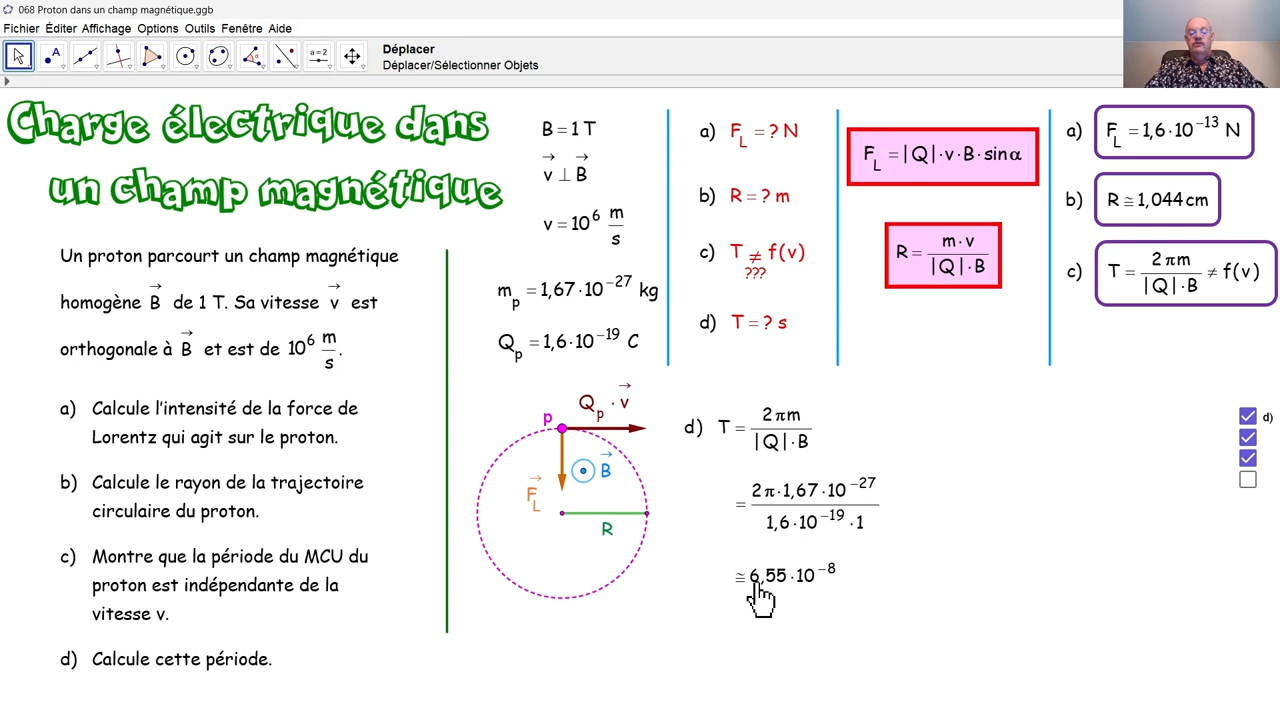 068 Proton dans un champ magnétique.ggb
Fichier Éditer Affichage Options Outils Fenêtre Aide
A
a=2
Déplacer
Déplacer/Sélectionner Objets
Charge électrique dans
un champ magnétique
Un proton parcourt un champ magnétique
homogène B⃗ de 1 T. Sa vitesse v⃗ est
orthogonale à B⃗ et est de 10⁶ m/s.
a) Calcule l'intensité de la force de
Lorentz qui agit sur le proton.
b) Calcule le rayon de la trajectoire
circulaire du proton.
c) Montre que la période du MCU du
proton est indépendante de la
vitesse v.
d) Calcule cette période.
B = 1 T
v⃗ ⊥ B⃗
v = 10⁶ m/s
m_p = 1,67·10⁻²⁷ kg
Q_p = 1,6·10⁻¹⁹ C
a) F_L = ? N
b) R = ? m
c) T ≠ f(v)
???
d) T = ? s
F_L = |Q|·v·B·sinα
R = m·v / |Q|·B
a) F_L = 1,6·10⁻¹³ N
b) R ≅ 1,044 cm
c) T = 2πm / |Q|·B ≠ f(v)
Q_p · v⃗
p
B⃗
F⃗_L
R
d) T = 2πm / |Q|·B
= 2π·1,67·10⁻²⁷ / 1,6·10⁻¹⁹·1
≅ 6,55·10⁻⁸
d)